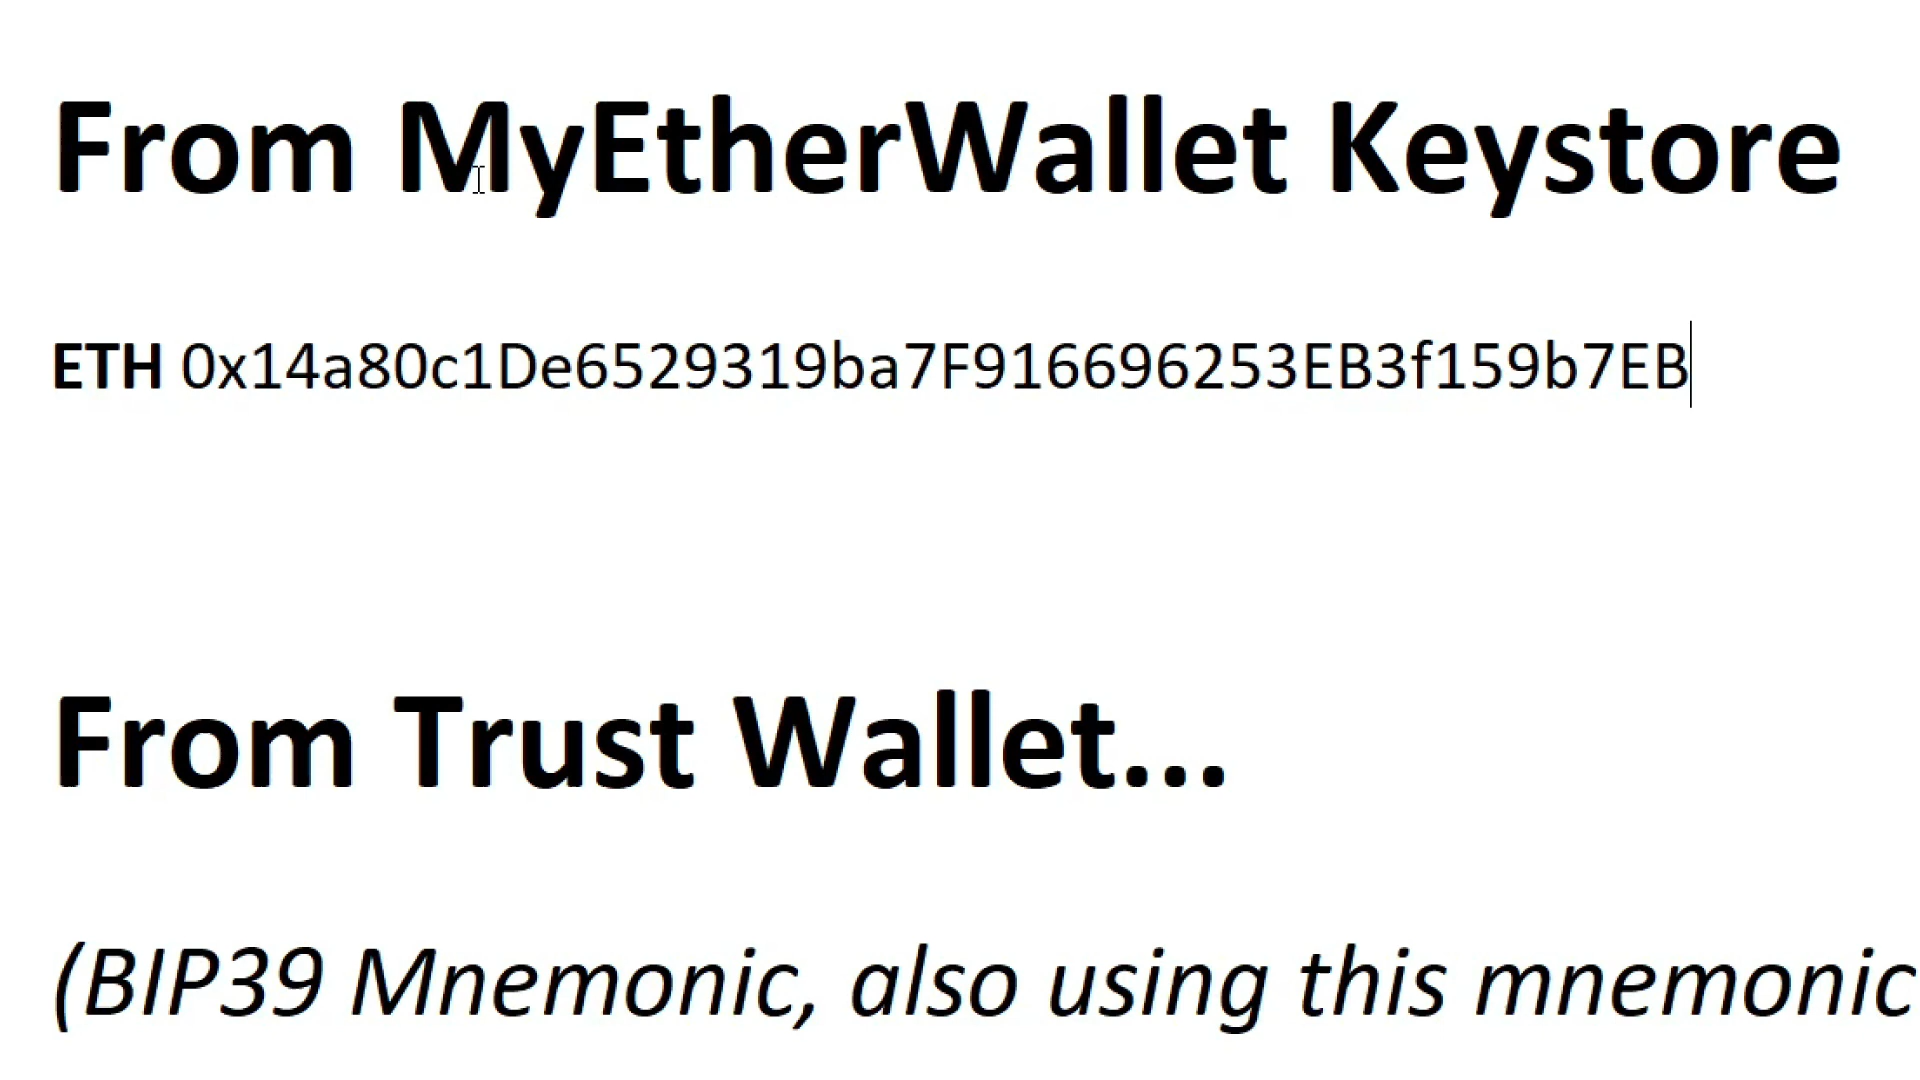 From MyEtherWallet Keystore
ETH 0x14a80c1De6529319ba7F916696253EB3f159b7EB
From Trust Wallet...
(BIP39 Mnemonic, also using this mnemonic